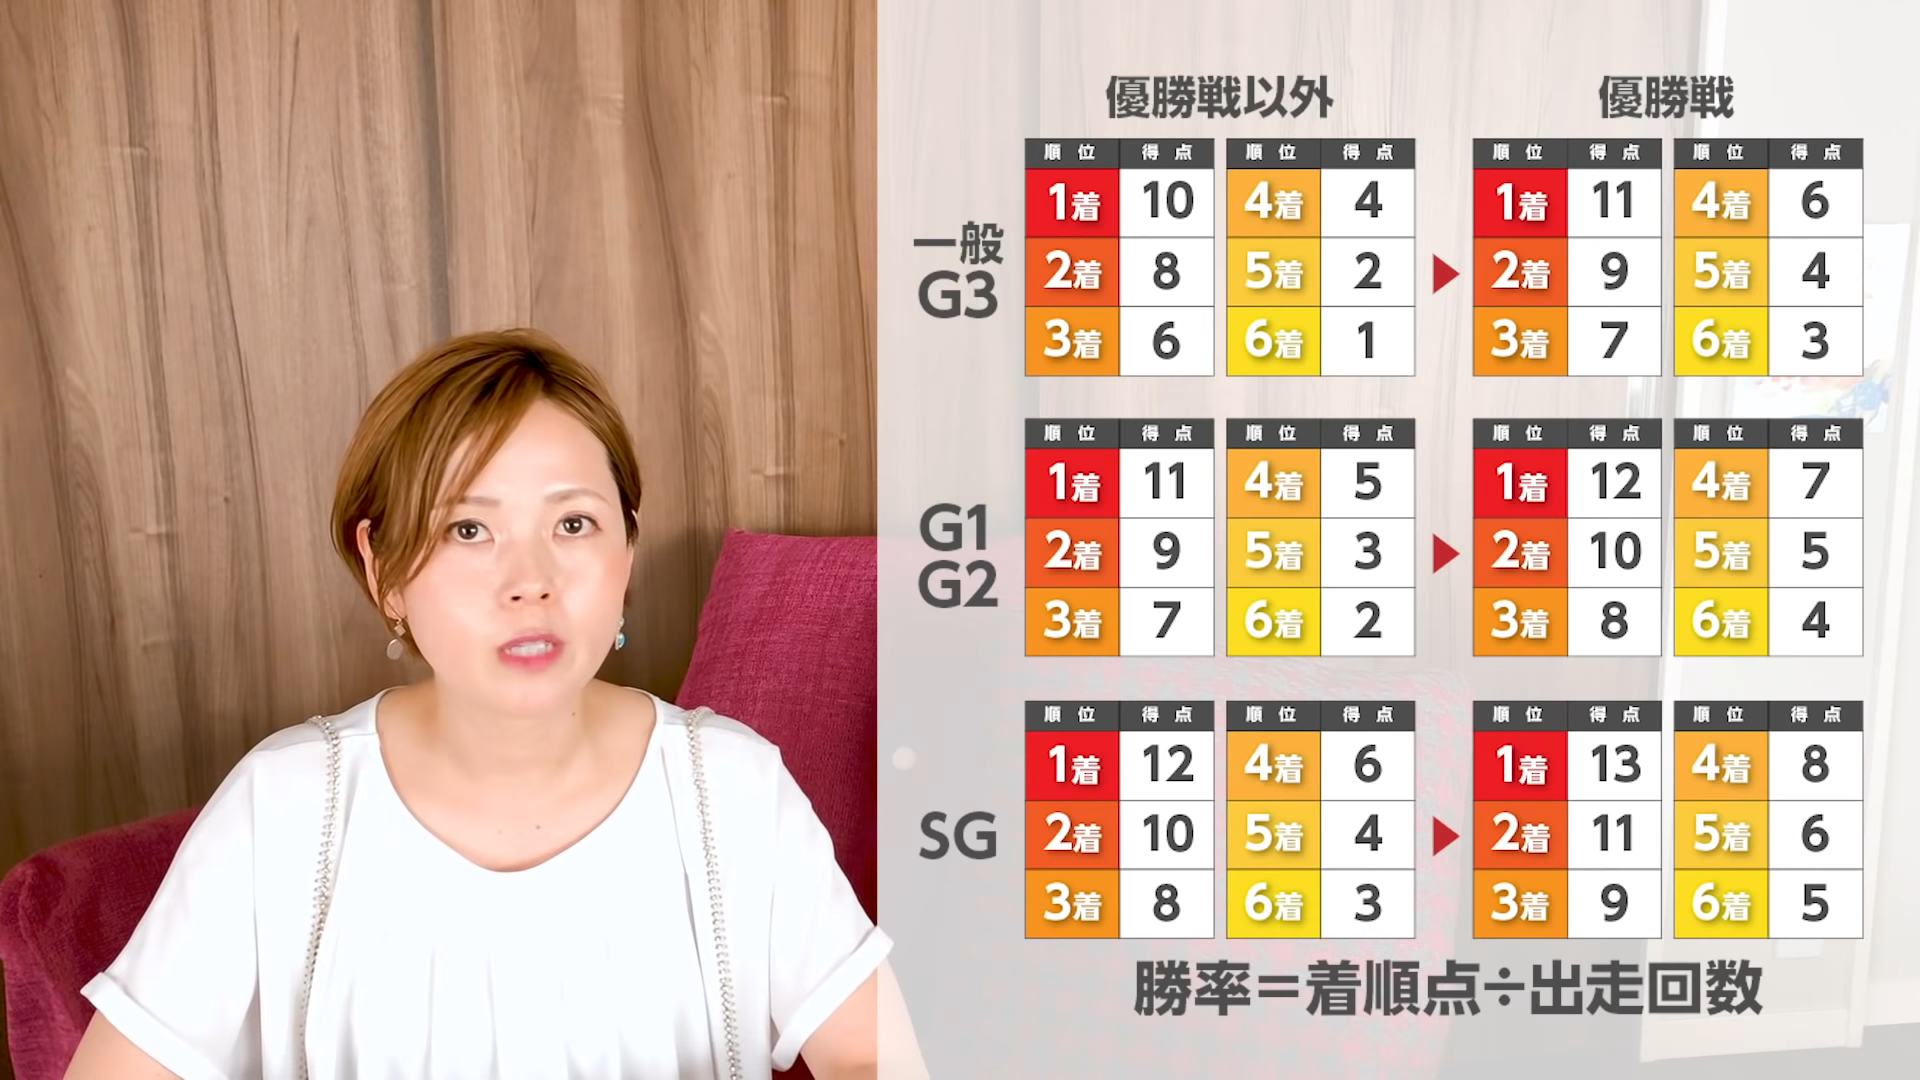 優勝戦以外 優勝戦
一般
G3
順位 得点 順位 得点 順位 得点 順位 得点
1着 10 4着 4 1着 11 4着 6
2着 8 5着 2 2着 9 5着 4
3着 6 6着 1 3着 7 6着 3
G1
G2
順位 得点 順位 得点 順位 得点 順位 得点
1着 11 4着 5 1着 12 4着 7
2着 9 5着 3 2着 10 5着 5
3着 7 6着 2 3着 8 6着 4
SG
順位 得点 順位 得点 順位 得点 順位 得点
1着 12 4着 6 1着 13 4着 8
2着 10 5着 4 2着 11 5着 6
3着 8 6着 3 3着 9 6着 5
勝率=着順点÷出走回数